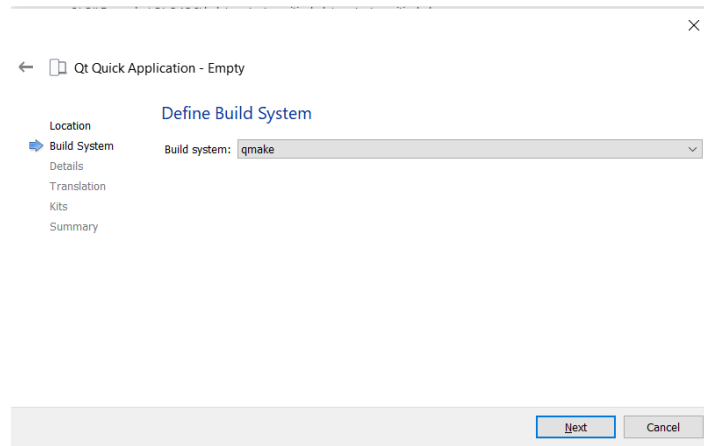 Qt Quick Application - Empty
Define Build System
Location
Build System
Build system: qmake
Details
Translation
Kits
Summary
Next
Cancel